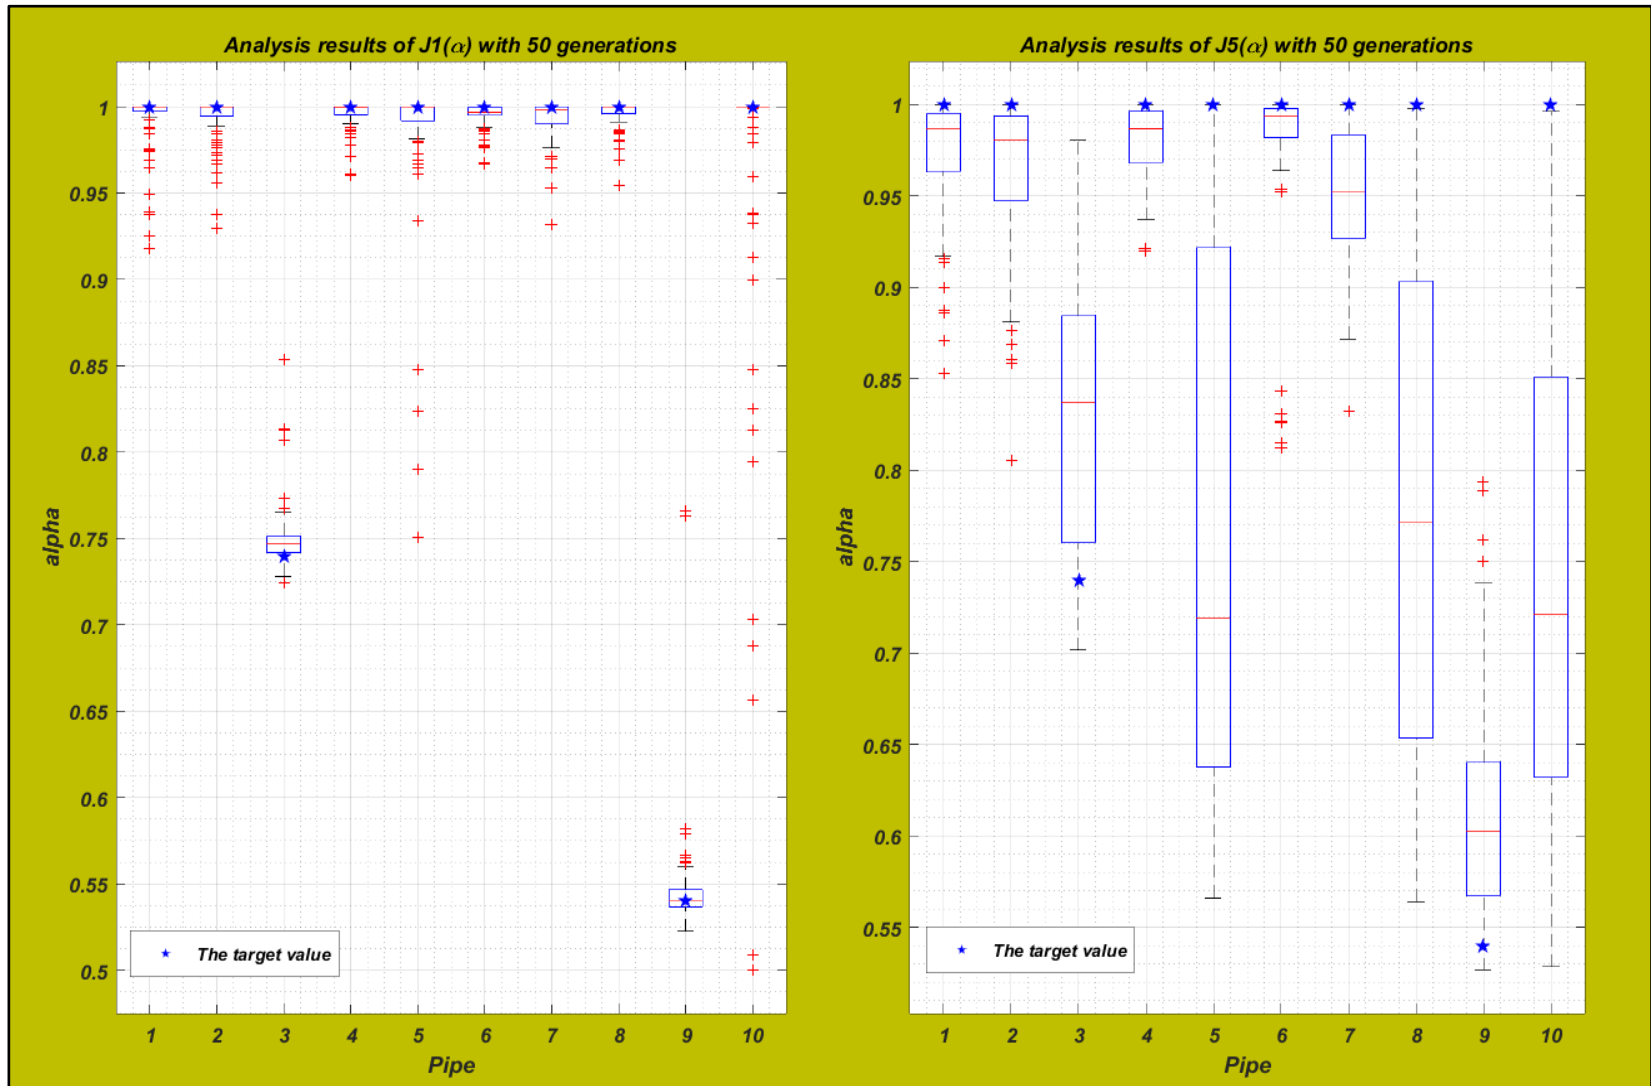 Analysis results of J1(α) with 50 generations
1
0.95
0.9
0.85
0.8
0.75
0.7
0.65
0.6
0.55
0.5
alpha
The target value
1 2 3 4 5 6 7 8 9 10
Pipe
Analysis results of J5(α) with 50 generations
1
0.95
0.9
0.85
0.8
0.75
0.7
0.65
0.6
0.55
alpha
The target value
1 2 3 4 5 6 7 8 9 10
Pipe